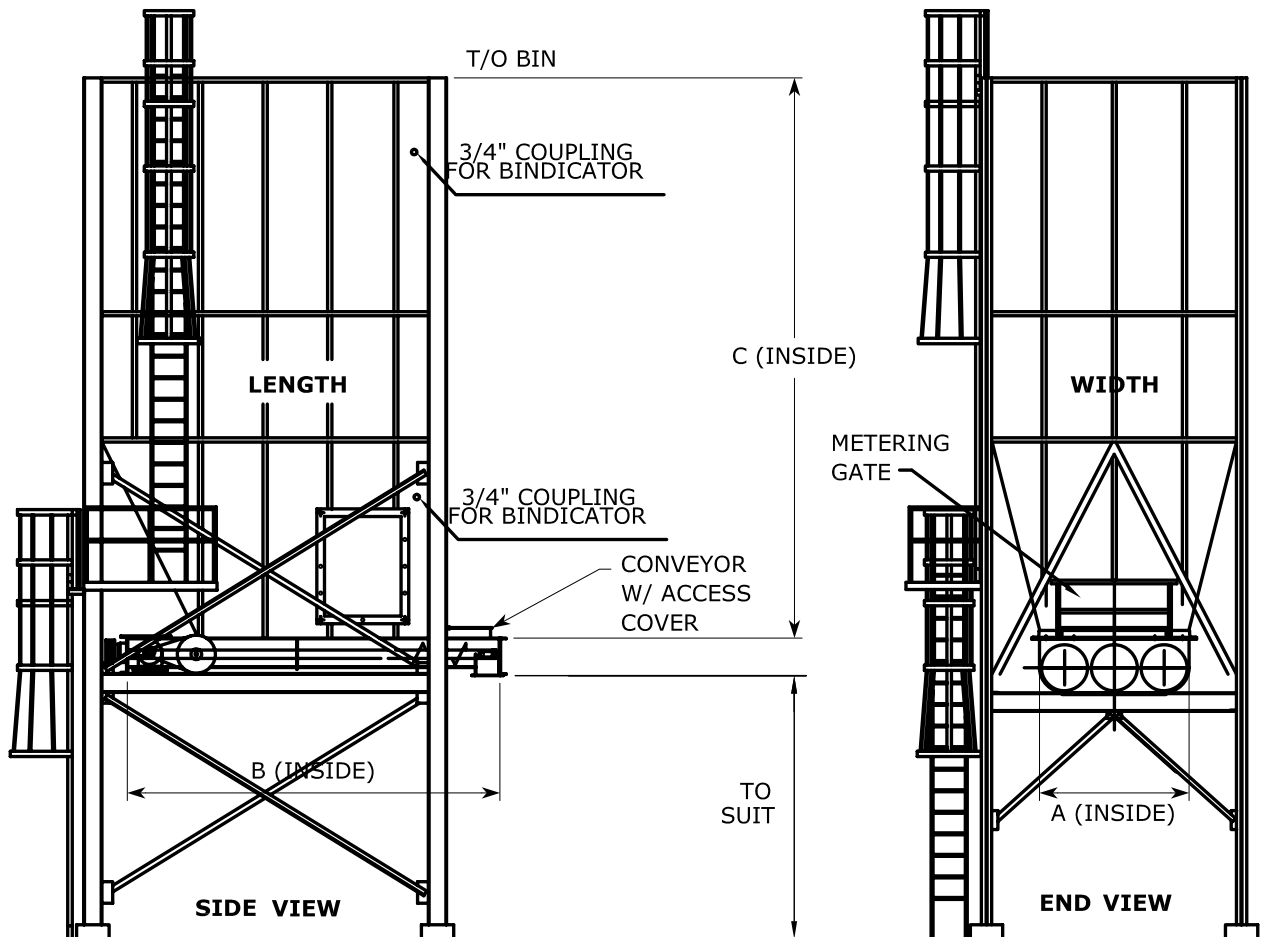 T/O BIN
3/4" COUPLING
FOR BINDICATOR
C (INSIDE)
LENGTH
WIDTH
METERING
GATE
3/4" COUPLING
FOR BINDICATOR
CONVEYOR
W/ ACCESS
COVER
B (INSIDE)
TO
SUIT
A (INSIDE)
SIDE VIEW
END VIEW